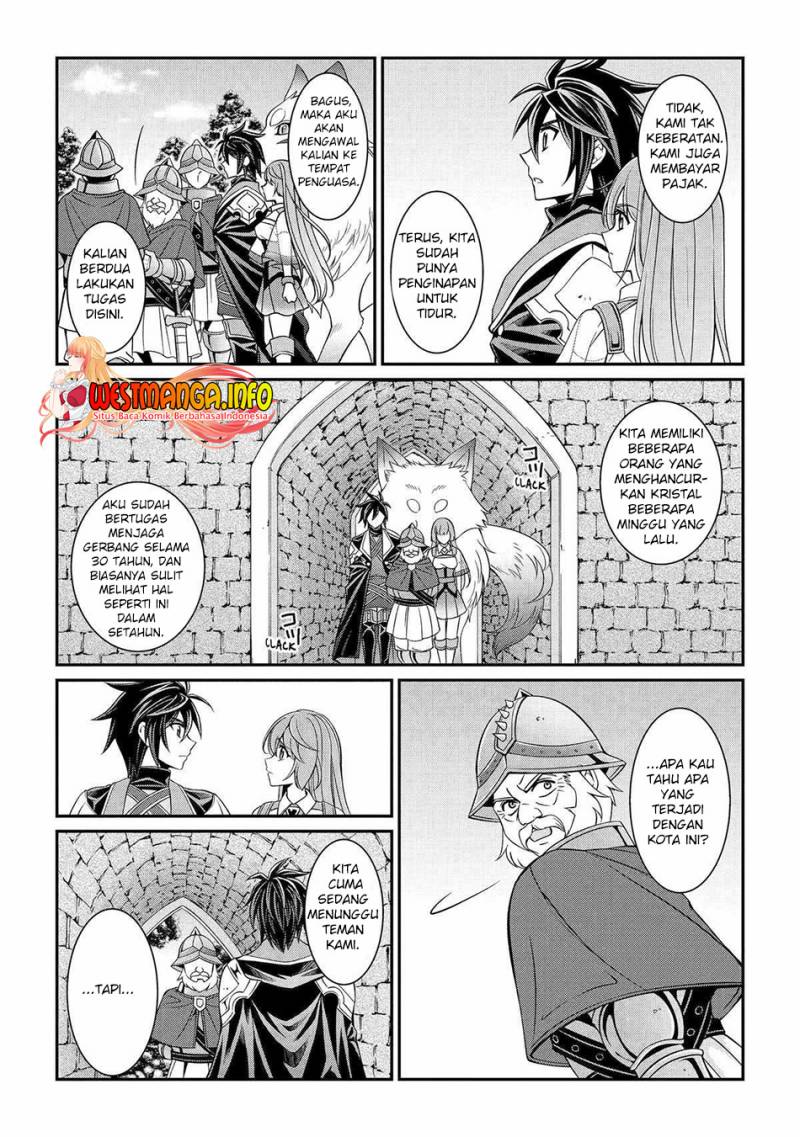 TIDAK,
KAMI TAK
KEBERATAN.
KAMI JUGA
MEMBAYAR
PAJAK.
TERUS, KITA
SUDAH
PUNYA
PENGINAPAN
UNTUK
TIDUR.
BAGUS,
MAKA AKU
AKAN
MENGAWAL
KALIAN KE
TEMPAT
PENGUASA.
KALIAN
BERDUA
LAKUKAN
TUGAS
DISINI.
WESTMANGA.INFO
Situs Baca Komik Berbahasa Indonesia
KITA MEMILIKI
BEBERAPA
ORANG YANG
MENGHANCUR-
KAN KRISTAL
BEBERAPA
MINGGU YANG
LALU.
コツ
CLACK
AKU SUDAH
BERTUGAS
MENJAGA
GERBANG SELAMA
30 TAHUN, DAN
BIASANYA SULIT
MELIHAT HAL
SEPERTI INI
DALAM
SETAHUN.
コツ
CLACK
...APA KAU
TAHU APA
YANG
TERJADI
DENGAN
KOTA INI?
KITA
CUMA
SEDANG
MENUNGGU
TEMAN
KAMI.
...TAPI...